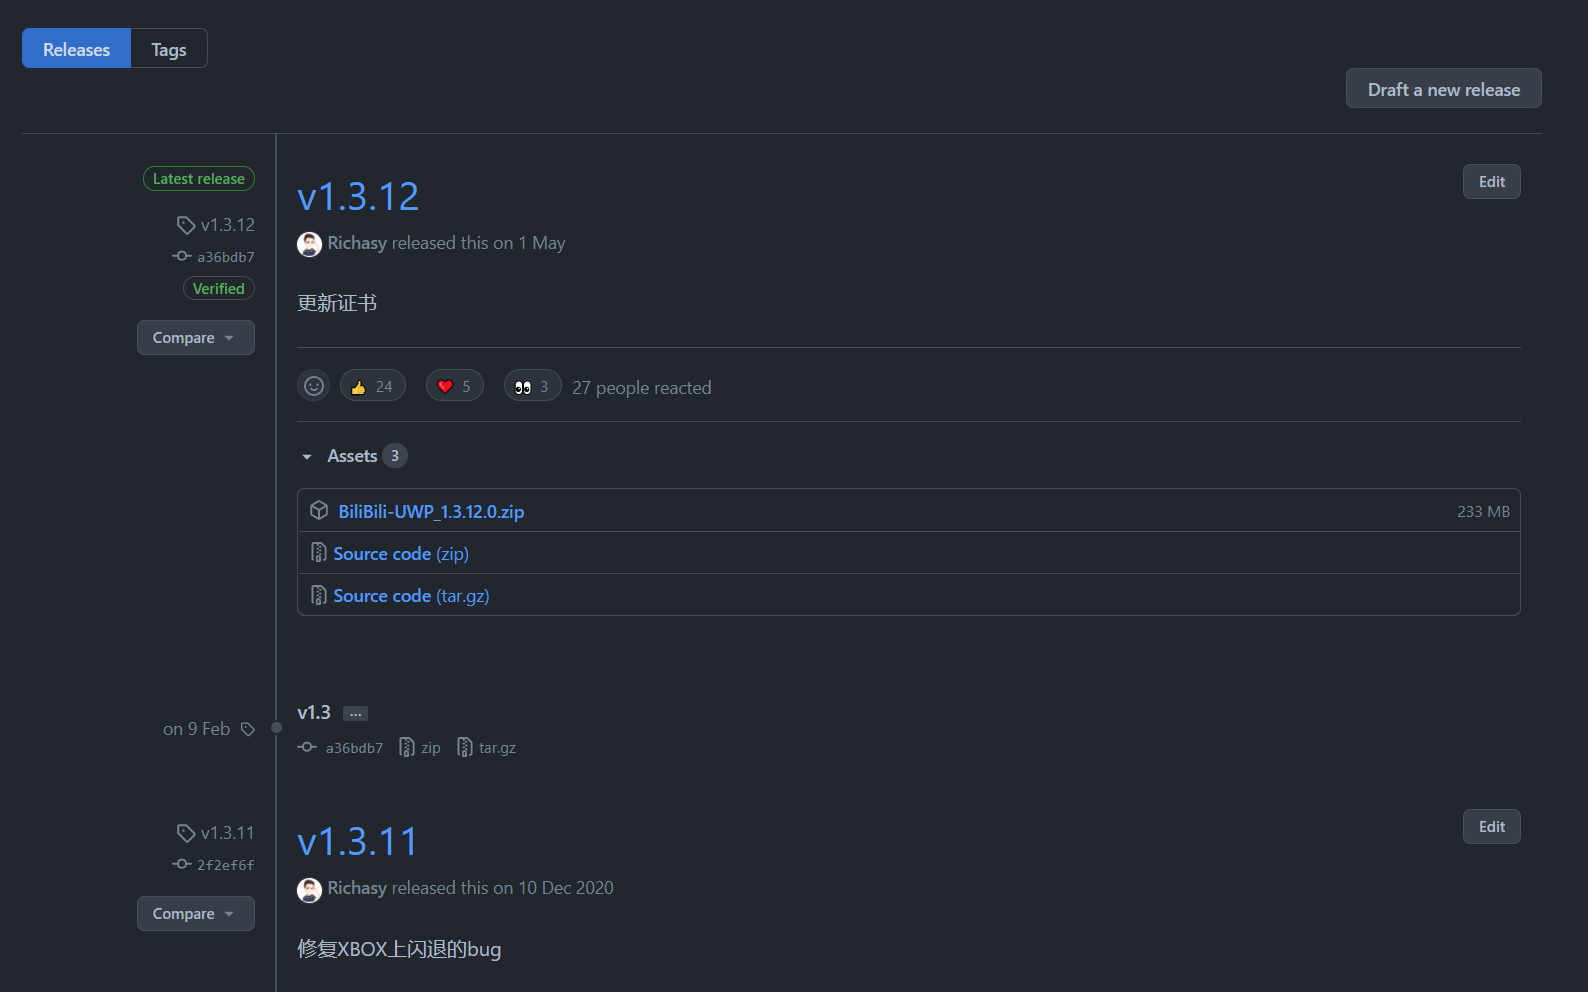 Releases
Tags
Draft a new release
Latest release
v1.3.12
a36bdb7
Verified
Compare
v1.3.12
Edit
Richasy released this on 1 May
更新证书
24
5
3
27 people reacted
Assets 3
BiliBili-UWP_1.3.12.0.zip
233 MB
Source code (zip)
Source code (tar.gz)
on 9 Feb
v1.3 ...
a36bdb7 zip tar.gz
v1.3.11
2f2ef6f
Compare
v1.3.11
Edit
Richasy released this on 10 Dec 2020
修复XBOX上闪退的bug